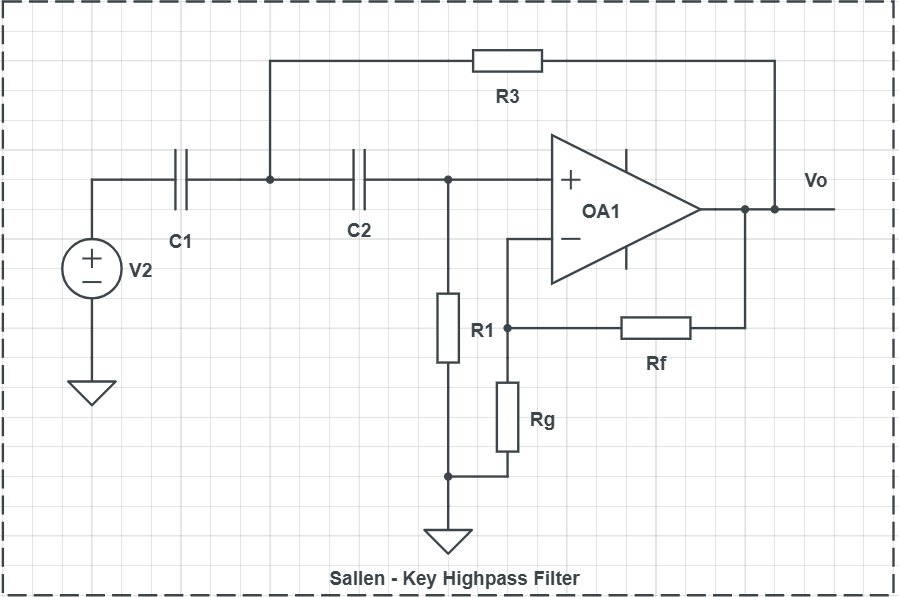 R3
Vo
+
OA1
C1
C2
−
+
V2
−
R1
Rf
Rg
Sallen - Key Highpass Filter